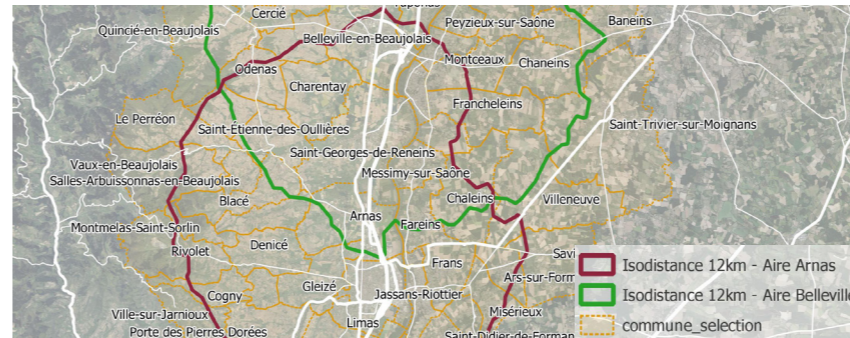 Taponas
Cercié
Peyzieux-sur-Saône
Baneins
Quincié-en-Beaujolais
Belleville-en-Beaujolais
Montceaux
Chaneins
Odenas
Charentay
Francheleins
Le Perréon
Saint-Étienne-des-Oullières
Saint-Trivier-sur-Moignans
Saint-Georges-de-Reneins
Vaux-en-Beaujolais
Messimy-sur-Saône
Salles-Arbuissonnas-en-Beaujolais
Blacé
Chaleins
Villeneuve
Arnas
Fareins
Montmelas-Saint-Sorlin
Denicé
Rivolet
Frans
Savi
Isodistance 12km - Aire Arnas
Ars-sur-Form
Gleizé
Cogny
Jassans-Riottier
Isodistance 12km - Aire Belleville
Ville-sur-Jarnioux
Misérieux
Limas
commune_selection
Porte des Pierres Dorées
Saint-Didier-de-Forman